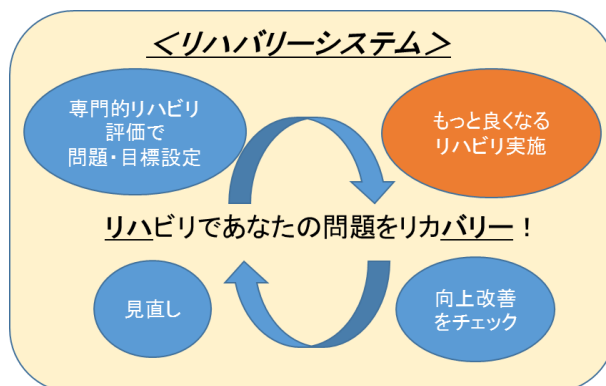 ＜リハバリーシステム＞
専門的リハビリ
評価で
問題・目標設定
もっと良くなる
リハビリ実施
リハビリであなたの問題をリカバリー！
見直し
向上改善
をチェック